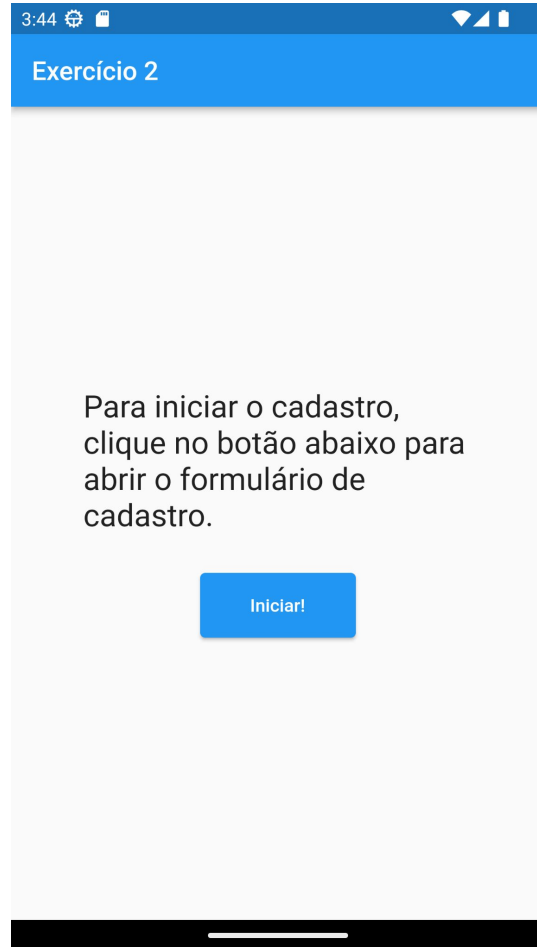 3:44
Exercício 2
Para iniciar o cadastro,
clique no botão abaixo para
abrir o formulário de
cadastro.
Iniciar!